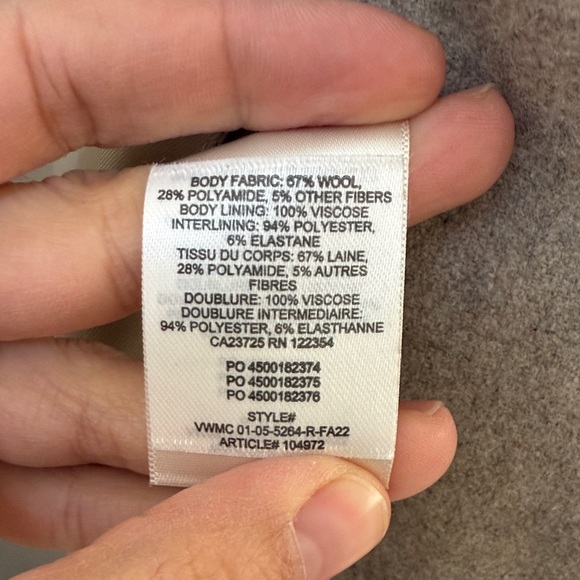 BODY FABRIC: 67% WOOL,
28% POLYAMIDE, 5% OTHER FIBERS
BODY LINING: 100% VISCOSE
INTERLINING: 94% POLYESTER,
6% ELASTANE
TISSU DU CORPS: 67% LAINE,
28% POLYAMIDE, 5% AUTRES
FIBRES
DOUBLURE: 100% VISCOSE
DOUBLURE INTERMEDIAIRE:
94% POLYESTER, 6% ELASTHANNE
CA23725 RN 122354
PO 4500182374
PO 4500182375
PO 4500182376
STYLE#
VWMC 01-05-5264-R-FA22
ARTICLE# 104972